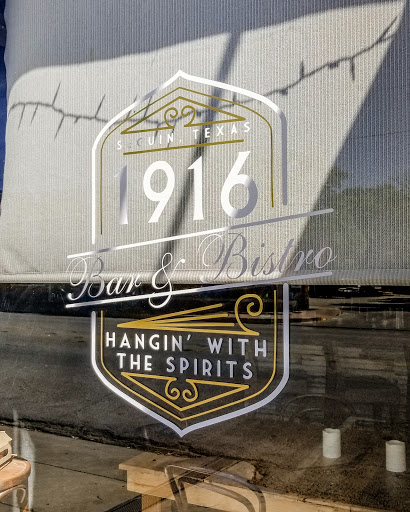 SEGUIN, TEXAS
1916
Bar & Bistro
HANGIN' WITH
THE SPIRITS